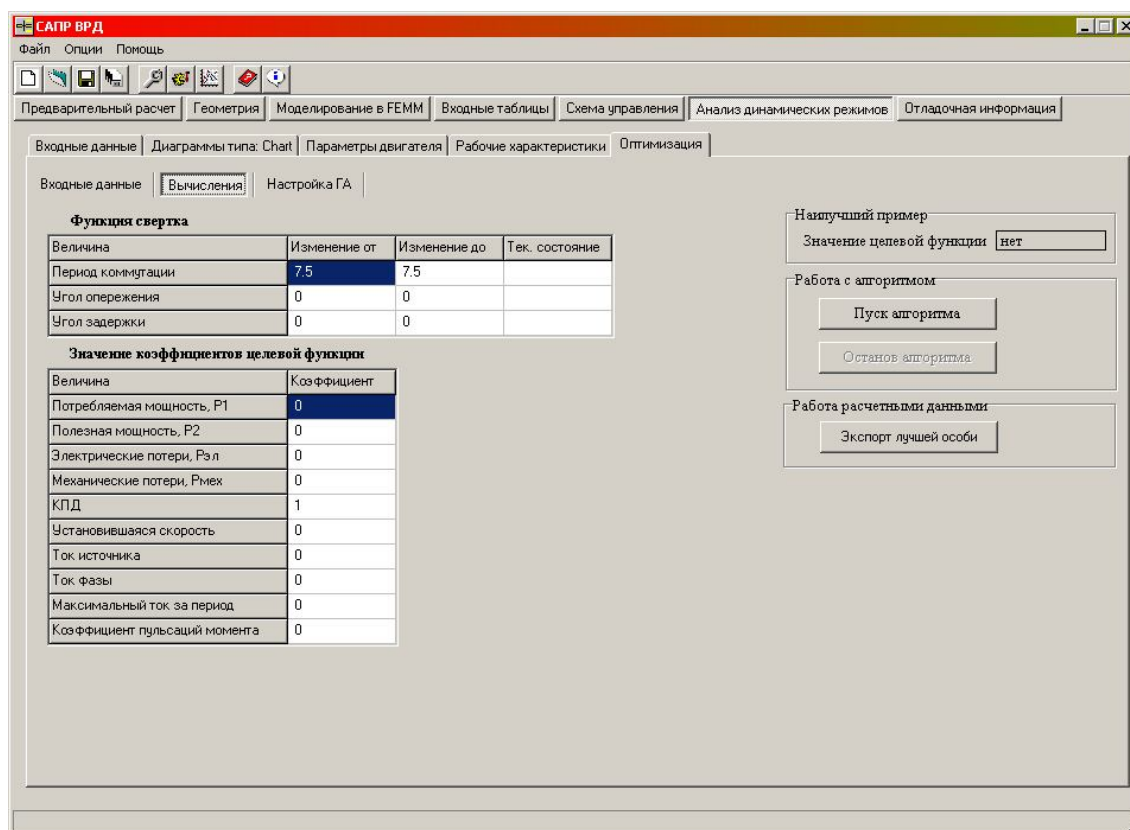 САПР ВРД
Файл Опции Помощь
Предварительный расчет Геометрия Моделирование в FEMM Входные таблицы Схема управления Анализ динамических режимов Отладочная информация
Входные данные Диаграммы типа: Chart Параметры двигателя Рабочие характеристики Оптимизация
Входные данные Вычисления Настройка ГА
Функция свертка
Величина Изменение от Изменение до Тек. состояние
Период коммутации 7.5 7.5
Угол опережения 0 0
Угол задержки 0 0
Значение коэффициентов целевой функции
Величина Коэффициент
Потребляемая мощность, P1 0
Полезная мощность, P2 0
Электрические потери, Pэл 0
Механические потери, Pмех 0
КПД 1
Установившаяся скорость 0
Ток источника 0
Ток фазы 0
Максимальный ток за период 0
Коэффициент пульсаций момента 0
Наилучший пример
Значение целевой функции нет
Работа с алгоритмом
Пуск алгоритма
Останов алгоритма
Работа расчетными данными
Экспорт лучшей особи